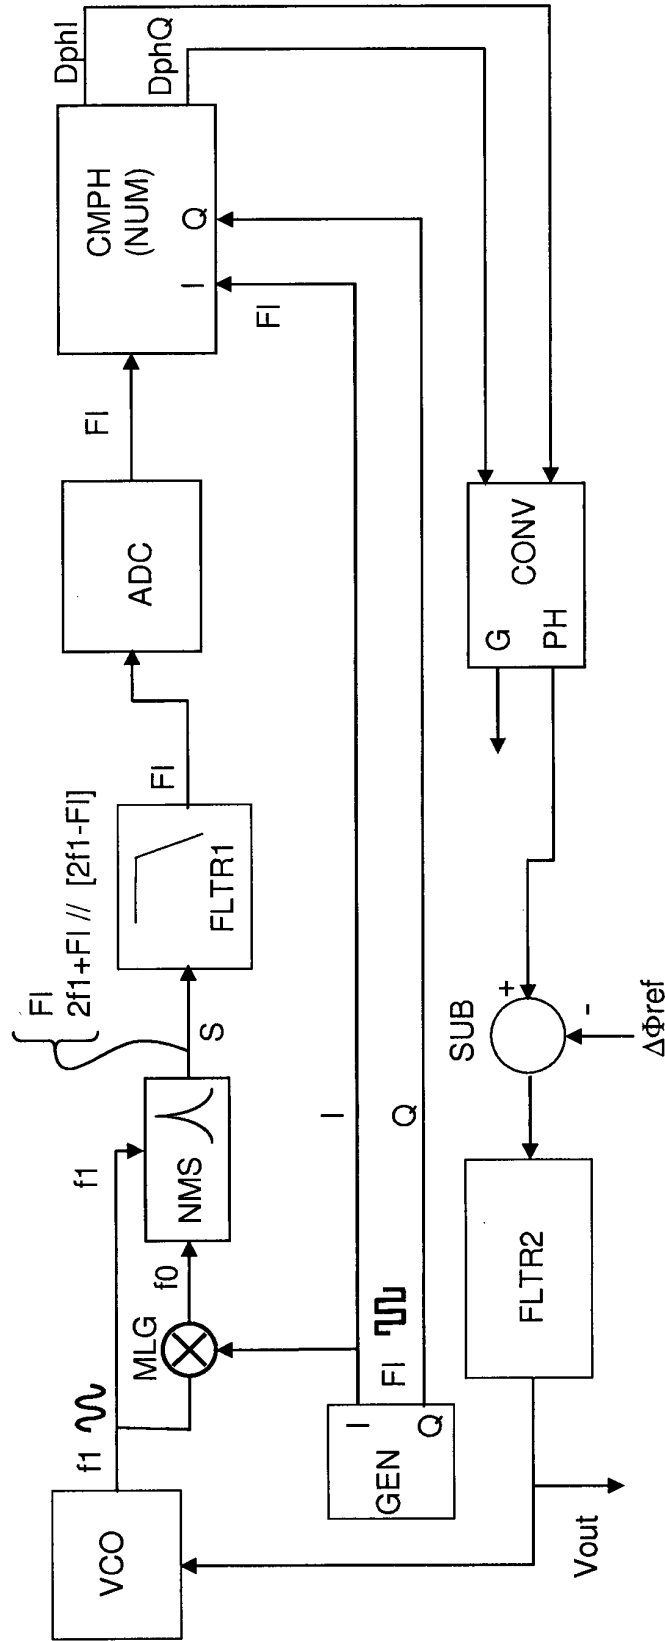 VCO
f1
f1
MLG
f0
NMS
S
FI
2f1+FI // [2f1-FI]
FLTR1
FI
ADC
FI
CMPH
(NUM)
I
Q
DphI
DphQ
FI
GEN
I
Q
FI
I
Q
CONV
G
PH
SUB
+
-
ΔΦref
FLTR2
Vout